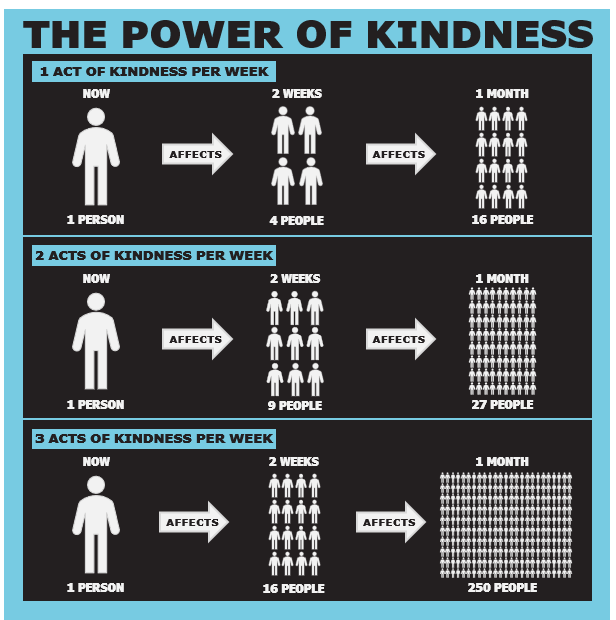 THE POWER OF KINDNESS
1 ACT OF KINDNESS PER WEEK
NOW
2 WEEKS
1 MONTH
AFFECTS
AFFECTS
1 PERSON
4 PEOPLE
16 PEOPLE
2 ACTS OF KINDNESS PER WEEK
NOW
2 WEEKS
1 MONTH
AFFECTS
AFFECTS
1 PERSON
9 PEOPLE
27 PEOPLE
3 ACTS OF KINDNESS PER WEEK
NOW
2 WEEKS
1 MONTH
AFFECTS
AFFECTS
1 PERSON
16 PEOPLE
250 PEOPLE